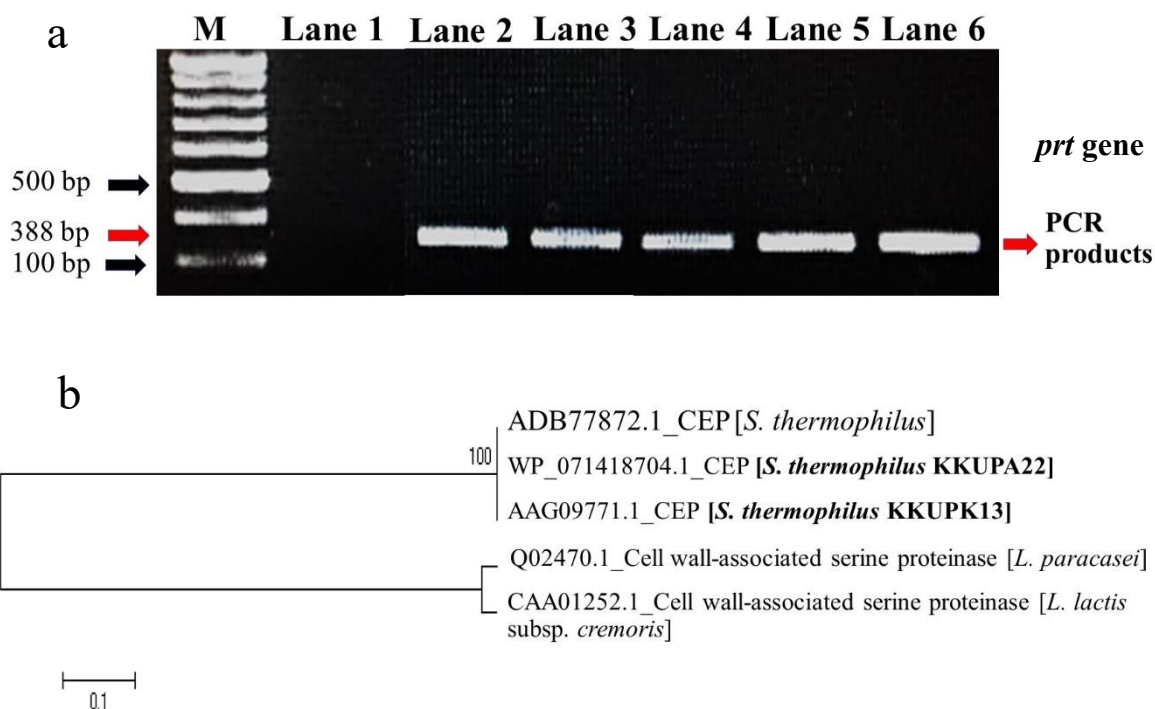 a
M Lane 1 Lane 2 Lane 3 Lane 4 Lane 5 Lane 6
500 bp
388 bp
100 bp
prt gene
PCR
products
b
100
ADB77872.1_CEP [S. thermophilus]
WP_071418704.1_CEP [S. thermophilus KKUPA22]
AAG09771.1_CEP [S. thermophilus KKUPK13]
Q02470.1_Cell wall-associated serine proteinase [L. paracasei]
CAA01252.1_Cell wall-associated serine proteinase [L. lactis
subsp. cremoris]
0.1